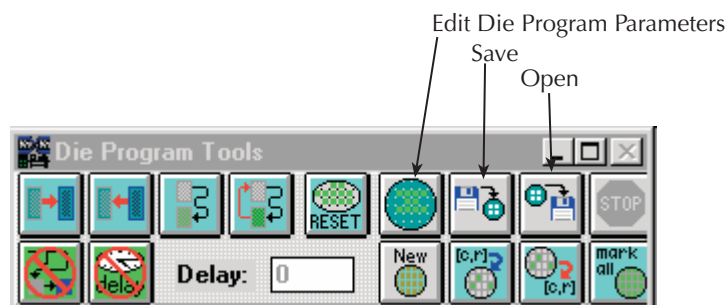 Edit Die Program Parameters
Save
Open
Die Program Tools
RESET
STOP
delay
Delay: 0
New
[c,r]
[c,r]
mark
all